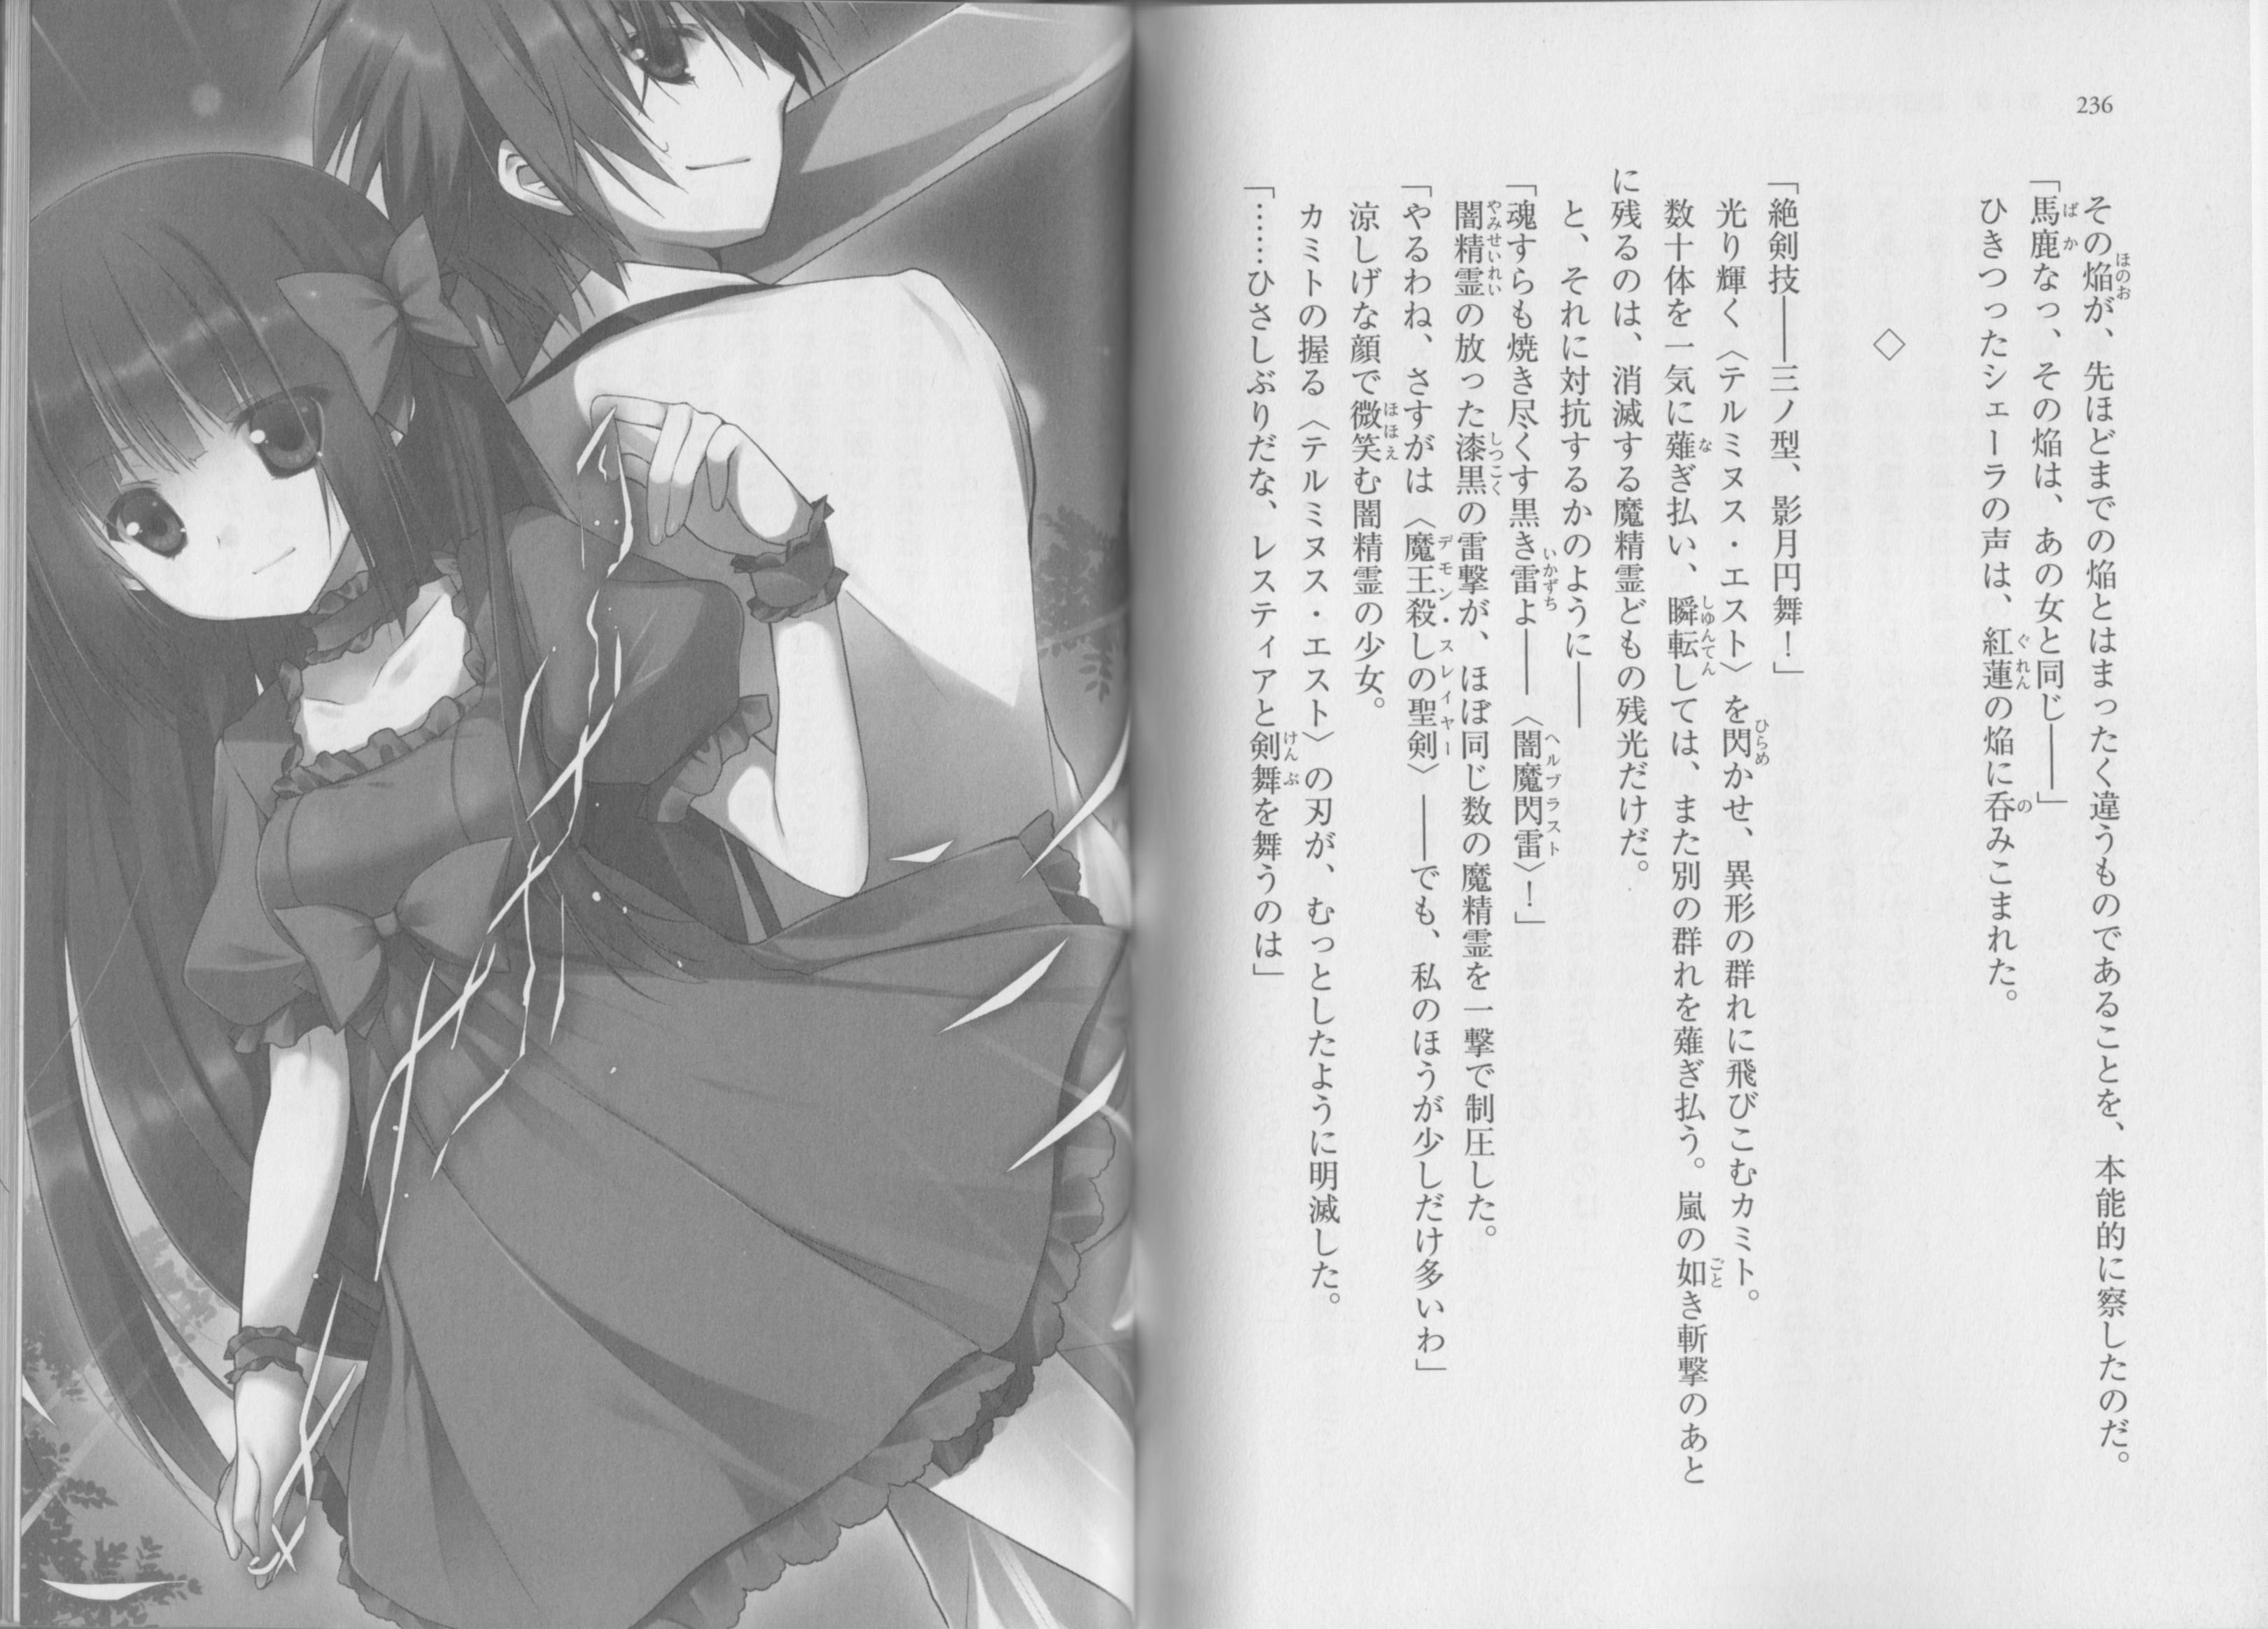 236
その焔が、先ほどまでの焔とはまったく違うものであることを、本能的に察したのだ。
「馬鹿なっ、その焔は、あの女と同じ――」
ひきつったシェーラの声は、紅蓮の焔に呑みこまれた。
◇
「絶剣技――三ノ型、影月円舞！」
光り輝く〈テルミヌス・エスト〉を閃かせ、異形の群れに飛びこむカミト。
数十体を一気に薙ぎ払い、瞬転しては、また別の群れを薙ぎ払う。嵐の如き斬撃のあと
に残るのは、消滅する魔精霊どもの残光だけだ。
と、それに対抗するかのように――
「魂すらも焼き尽くす黒き雷よ――〈闇魔閃雷〉！」
闇精霊の放った漆黒の雷撃が、ほぼ同じ数の魔精霊を一撃で制圧した。
「やるわね、さすがは〈魔王殺しの聖剣〉――でも、私のほうが少しだけ多いわ」
涼しげな顔で微笑む闇精霊の少女。
カミトの握る〈テルミヌス・エスト〉の刃が、むっとしたように明滅した。
「……ひさしぶりだな、レスティアと剣舞を舞うのは」